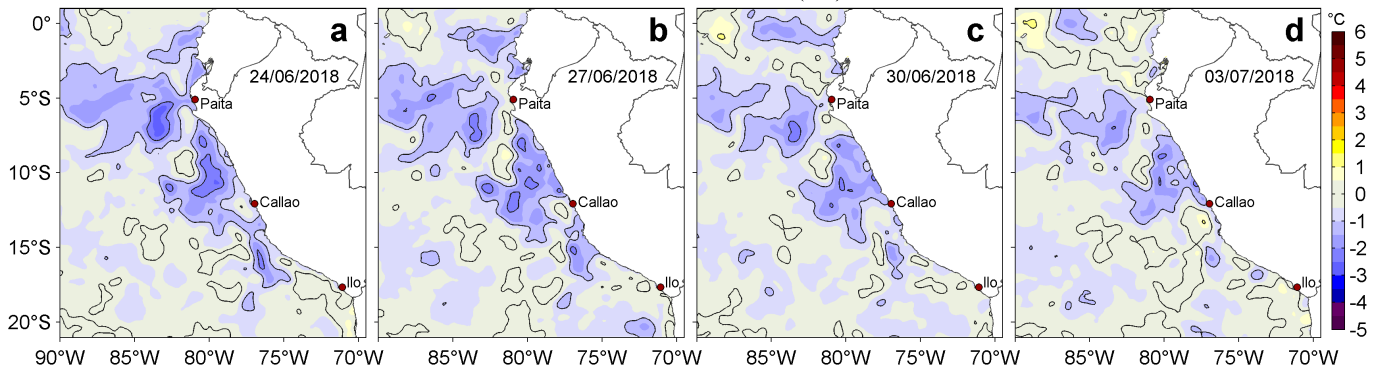 a b c d
°C
24/06/2018 27/06/2018 30/06/2018 03/07/2018
Paita Paita Paita Paita
Callao Callao Callao Callao
Ilo Ilo Ilo Ilo
0°
5°S
10°S
15°S
20°S
90°W 85°W 80°W 75°W 70°W 85°W 80°W 75°W 70°W 85°W 80°W 75°W 70°W 85°W 80°W 75°W 70°W
6
5
4
3
2
1
0
-1
-2
-3
-4
-5